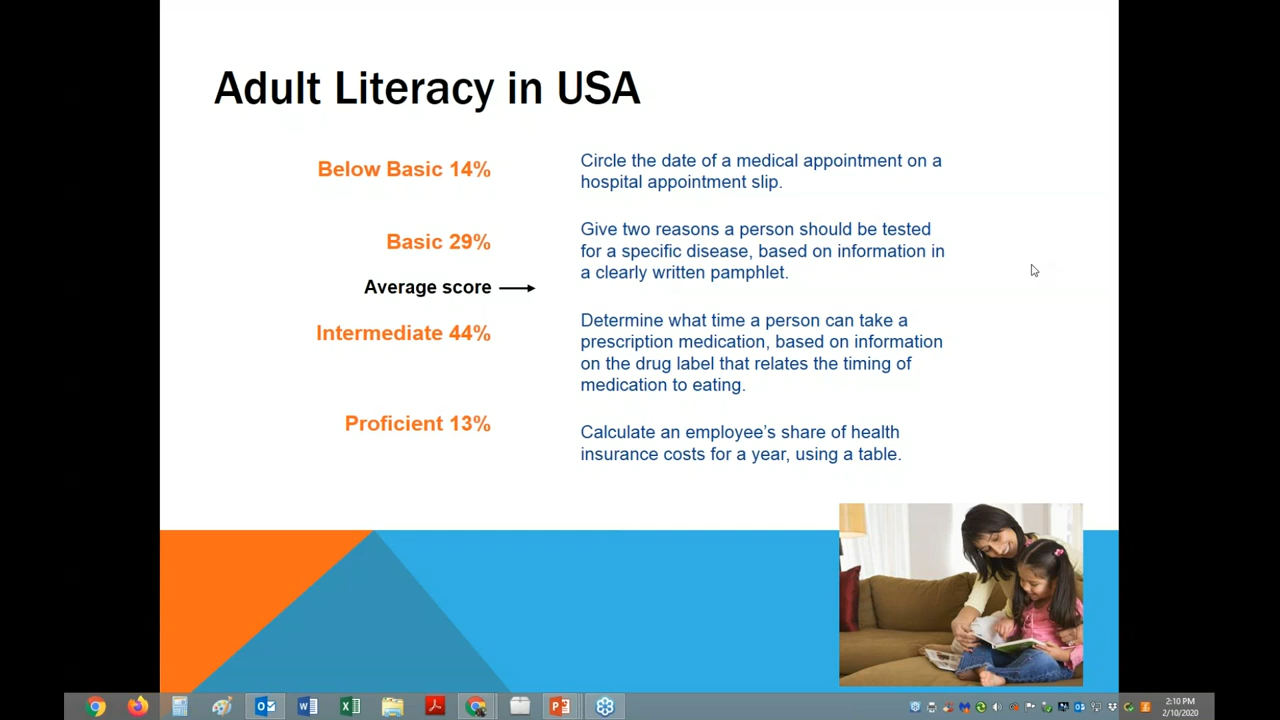 Adult Literacy in USA
Below Basic 14%
Circle the date of a medical appointment on a
hospital appointment slip.
Basic 29%
Give two reasons a person should be tested
for a specific disease, based on information in
a clearly written pamphlet.
Average score
Intermediate 44%
Determine what time a person can take a
prescription medication, based on information
on the drug label that relates the timing of
medication to eating.
Proficient 13%
Calculate an employee’s share of health
insurance costs for a year, using a table.
2:10 PM
2/10/2020